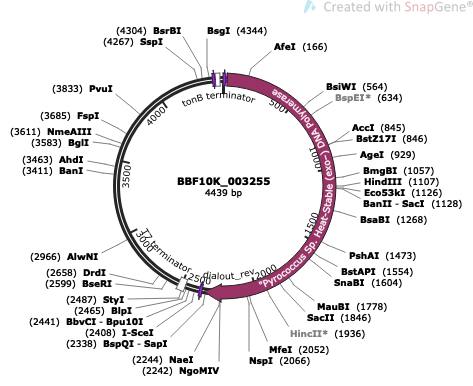 Created with SnapGene®
(4304) BsrBI
BsgI (4344)
(4267) SspI
AfeI (166)
(3833) PvuI
BsiWI (564)
BspEI* (634)
(3685) FspI
(3611) NmeAIII
(3583) BglI
(3463) AhdI
(3411) BanI
AccI (845)
BstZ17I (846)
AgeI (929)
BmgBI (1057)
HindIII (1107)
Eco53kI (1126)
BanII - SacI (1128)
BsaBI (1268)
tonB terminator
500
1000
1500
2000
2500
3000
3500
4000
BBF10K_003255
4439 bp
"Pyrococcus Sp. Heat-Stable (exo-) DNA Polymerase
T7 terminator
dialout_rev
(2966) AlwNI
(2658) DrdI
(2599) BseRI
(2487) StyI
(2465) BlpI
(2441) BbvCI - Bpu10I
(2408) I-SceI
(2338) BspQI - SapI
(2244) NaeI
(2242) NgoMIV
PshAI (1473)
BstAPI (1554)
SnaBI (1604)
MauBI (1778)
SacII (1846)
HincII* (1936)
MfeI (2052)
NspI (2066)